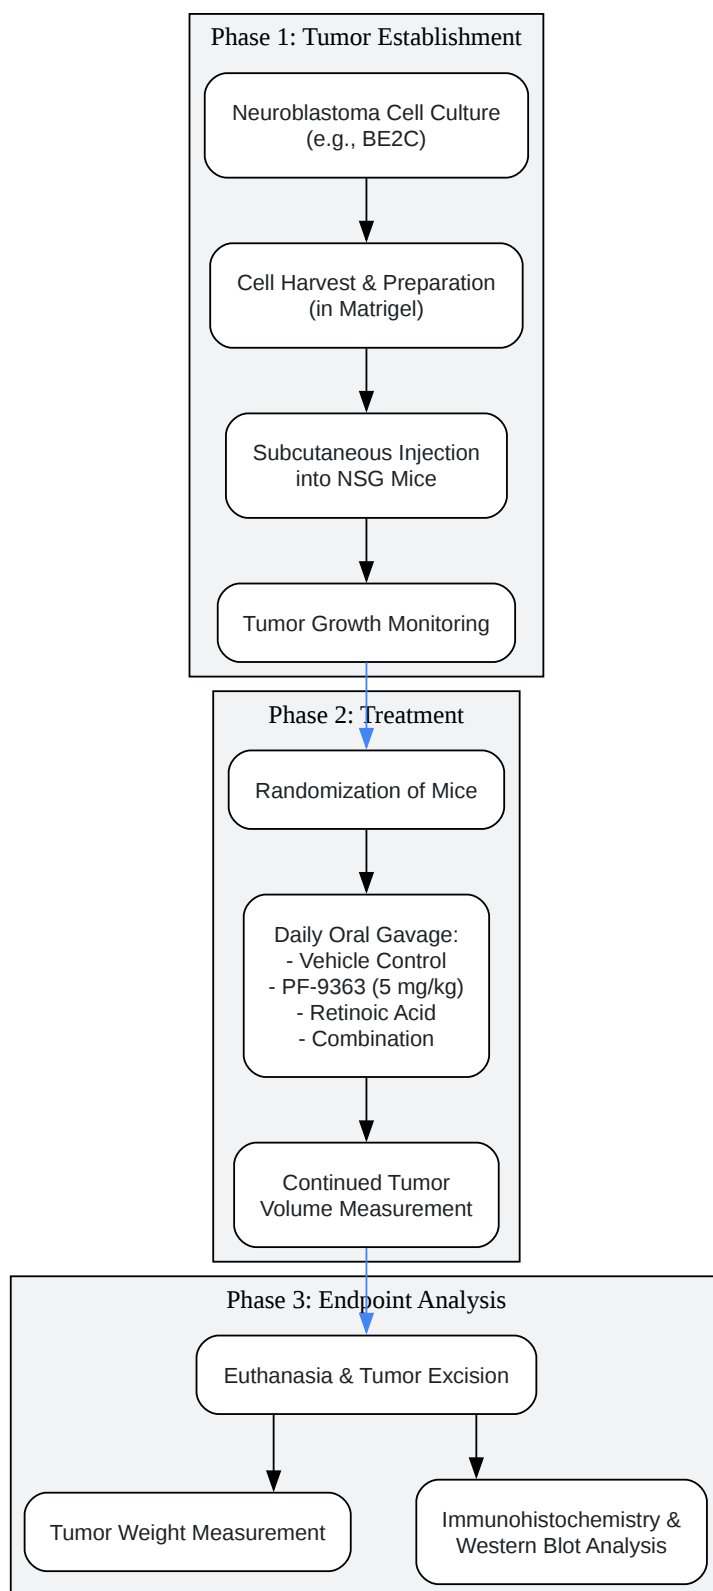 Phase 1: Tumor Establishment
Neuroblastoma Cell Culture
(e.g., BE2C)
Cell Harvest & Preparation
(in Matrigel)
Subcutaneous Injection
into NSG Mice
Tumor Growth Monitoring
Phase 2: Treatment
Randomization of Mice
Daily Oral Gavage:
- Vehicle Control
- PF-9363 (5 mg/kg)
- Retinoic Acid
- Combination
Continued Tumor
Volume Measurement
Phase 3: Endpoint Analysis
Euthanasia & Tumor Excision
Tumor Weight Measurement
Immunohistochemistry &
Western Blot Analysis